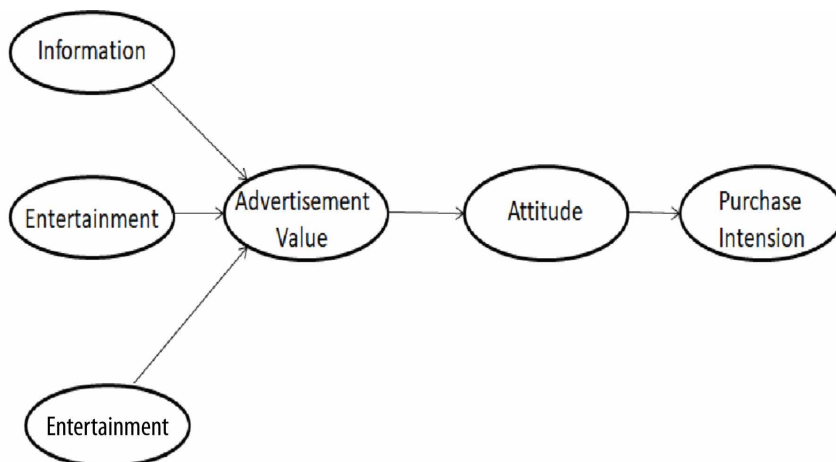 Information
Entertainment
Advertisement
Value
Attitude
Purchase
Intension
Entertainment